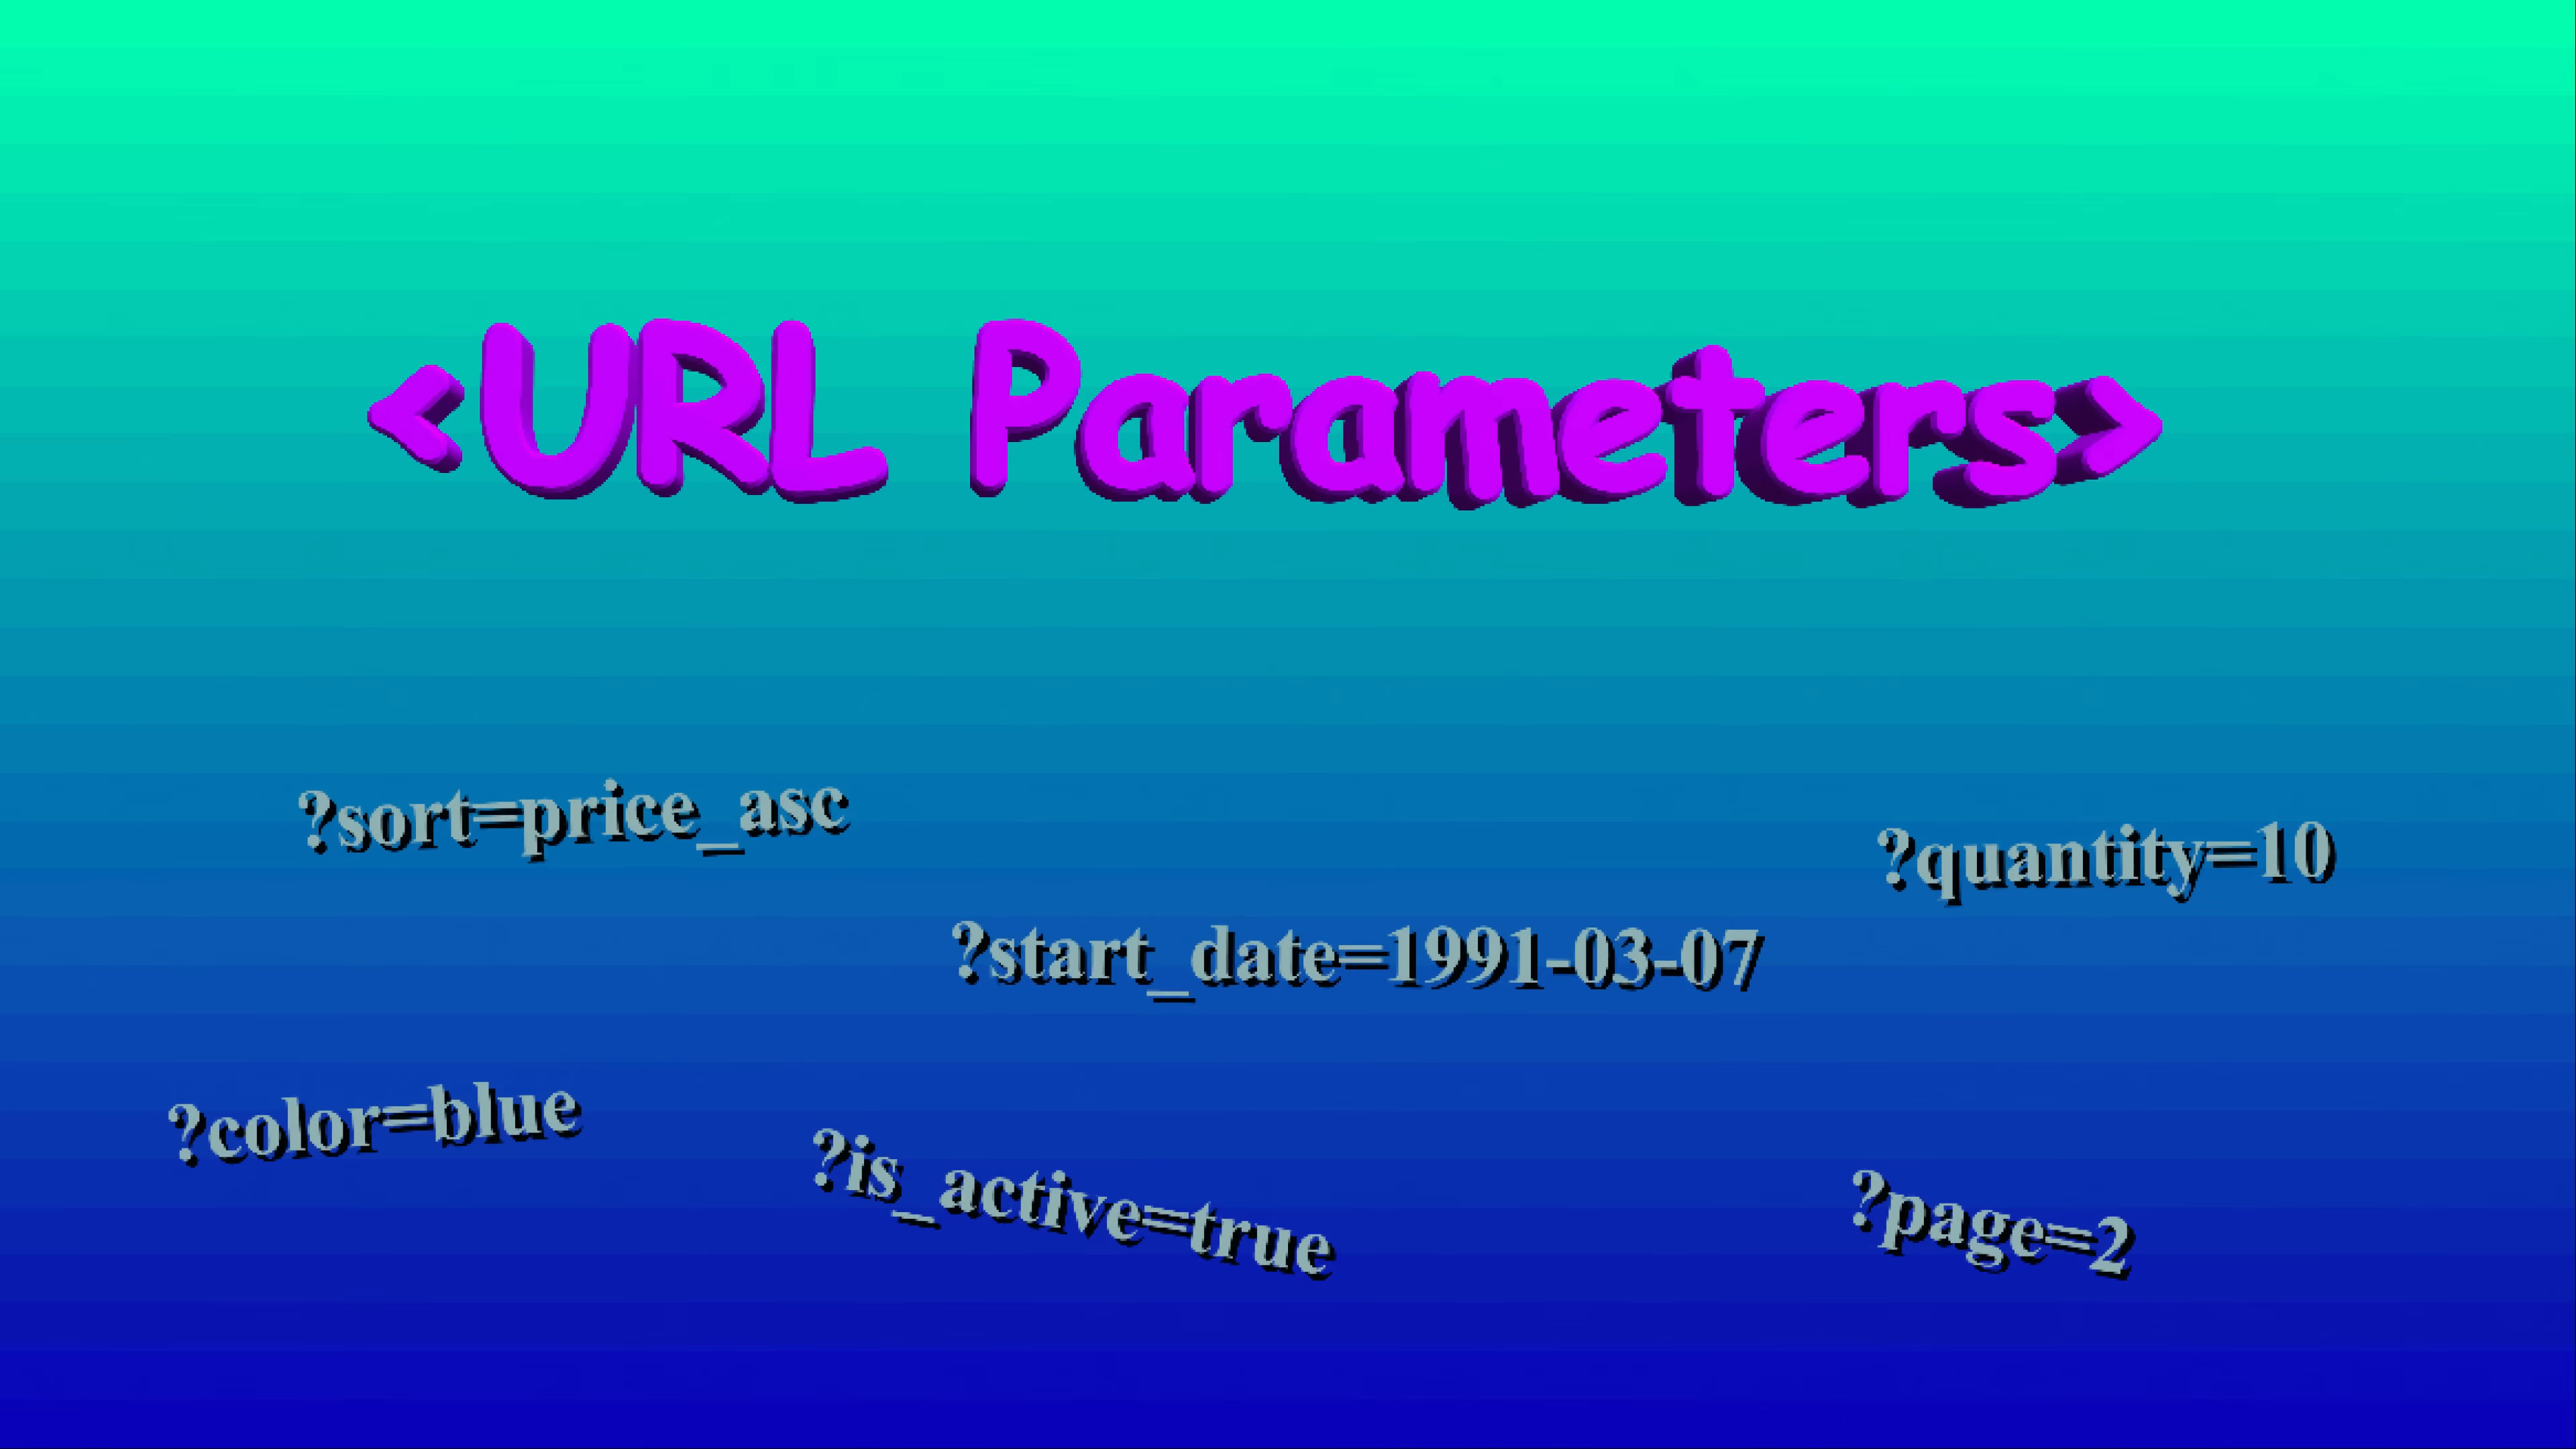 <URL Parameters>
?sort=price_asc
?quantity=10
?start_date=1991-03-07
?color=blue
?is_active=true
?page=2